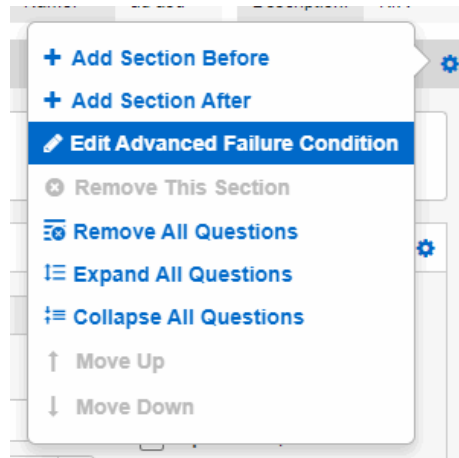 Add Section Before
Add Section After
Edit Advanced Failure Condition
Remove This Section
Remove All Questions
Expand All Questions
Collapse All Questions
Move Up
Move Down